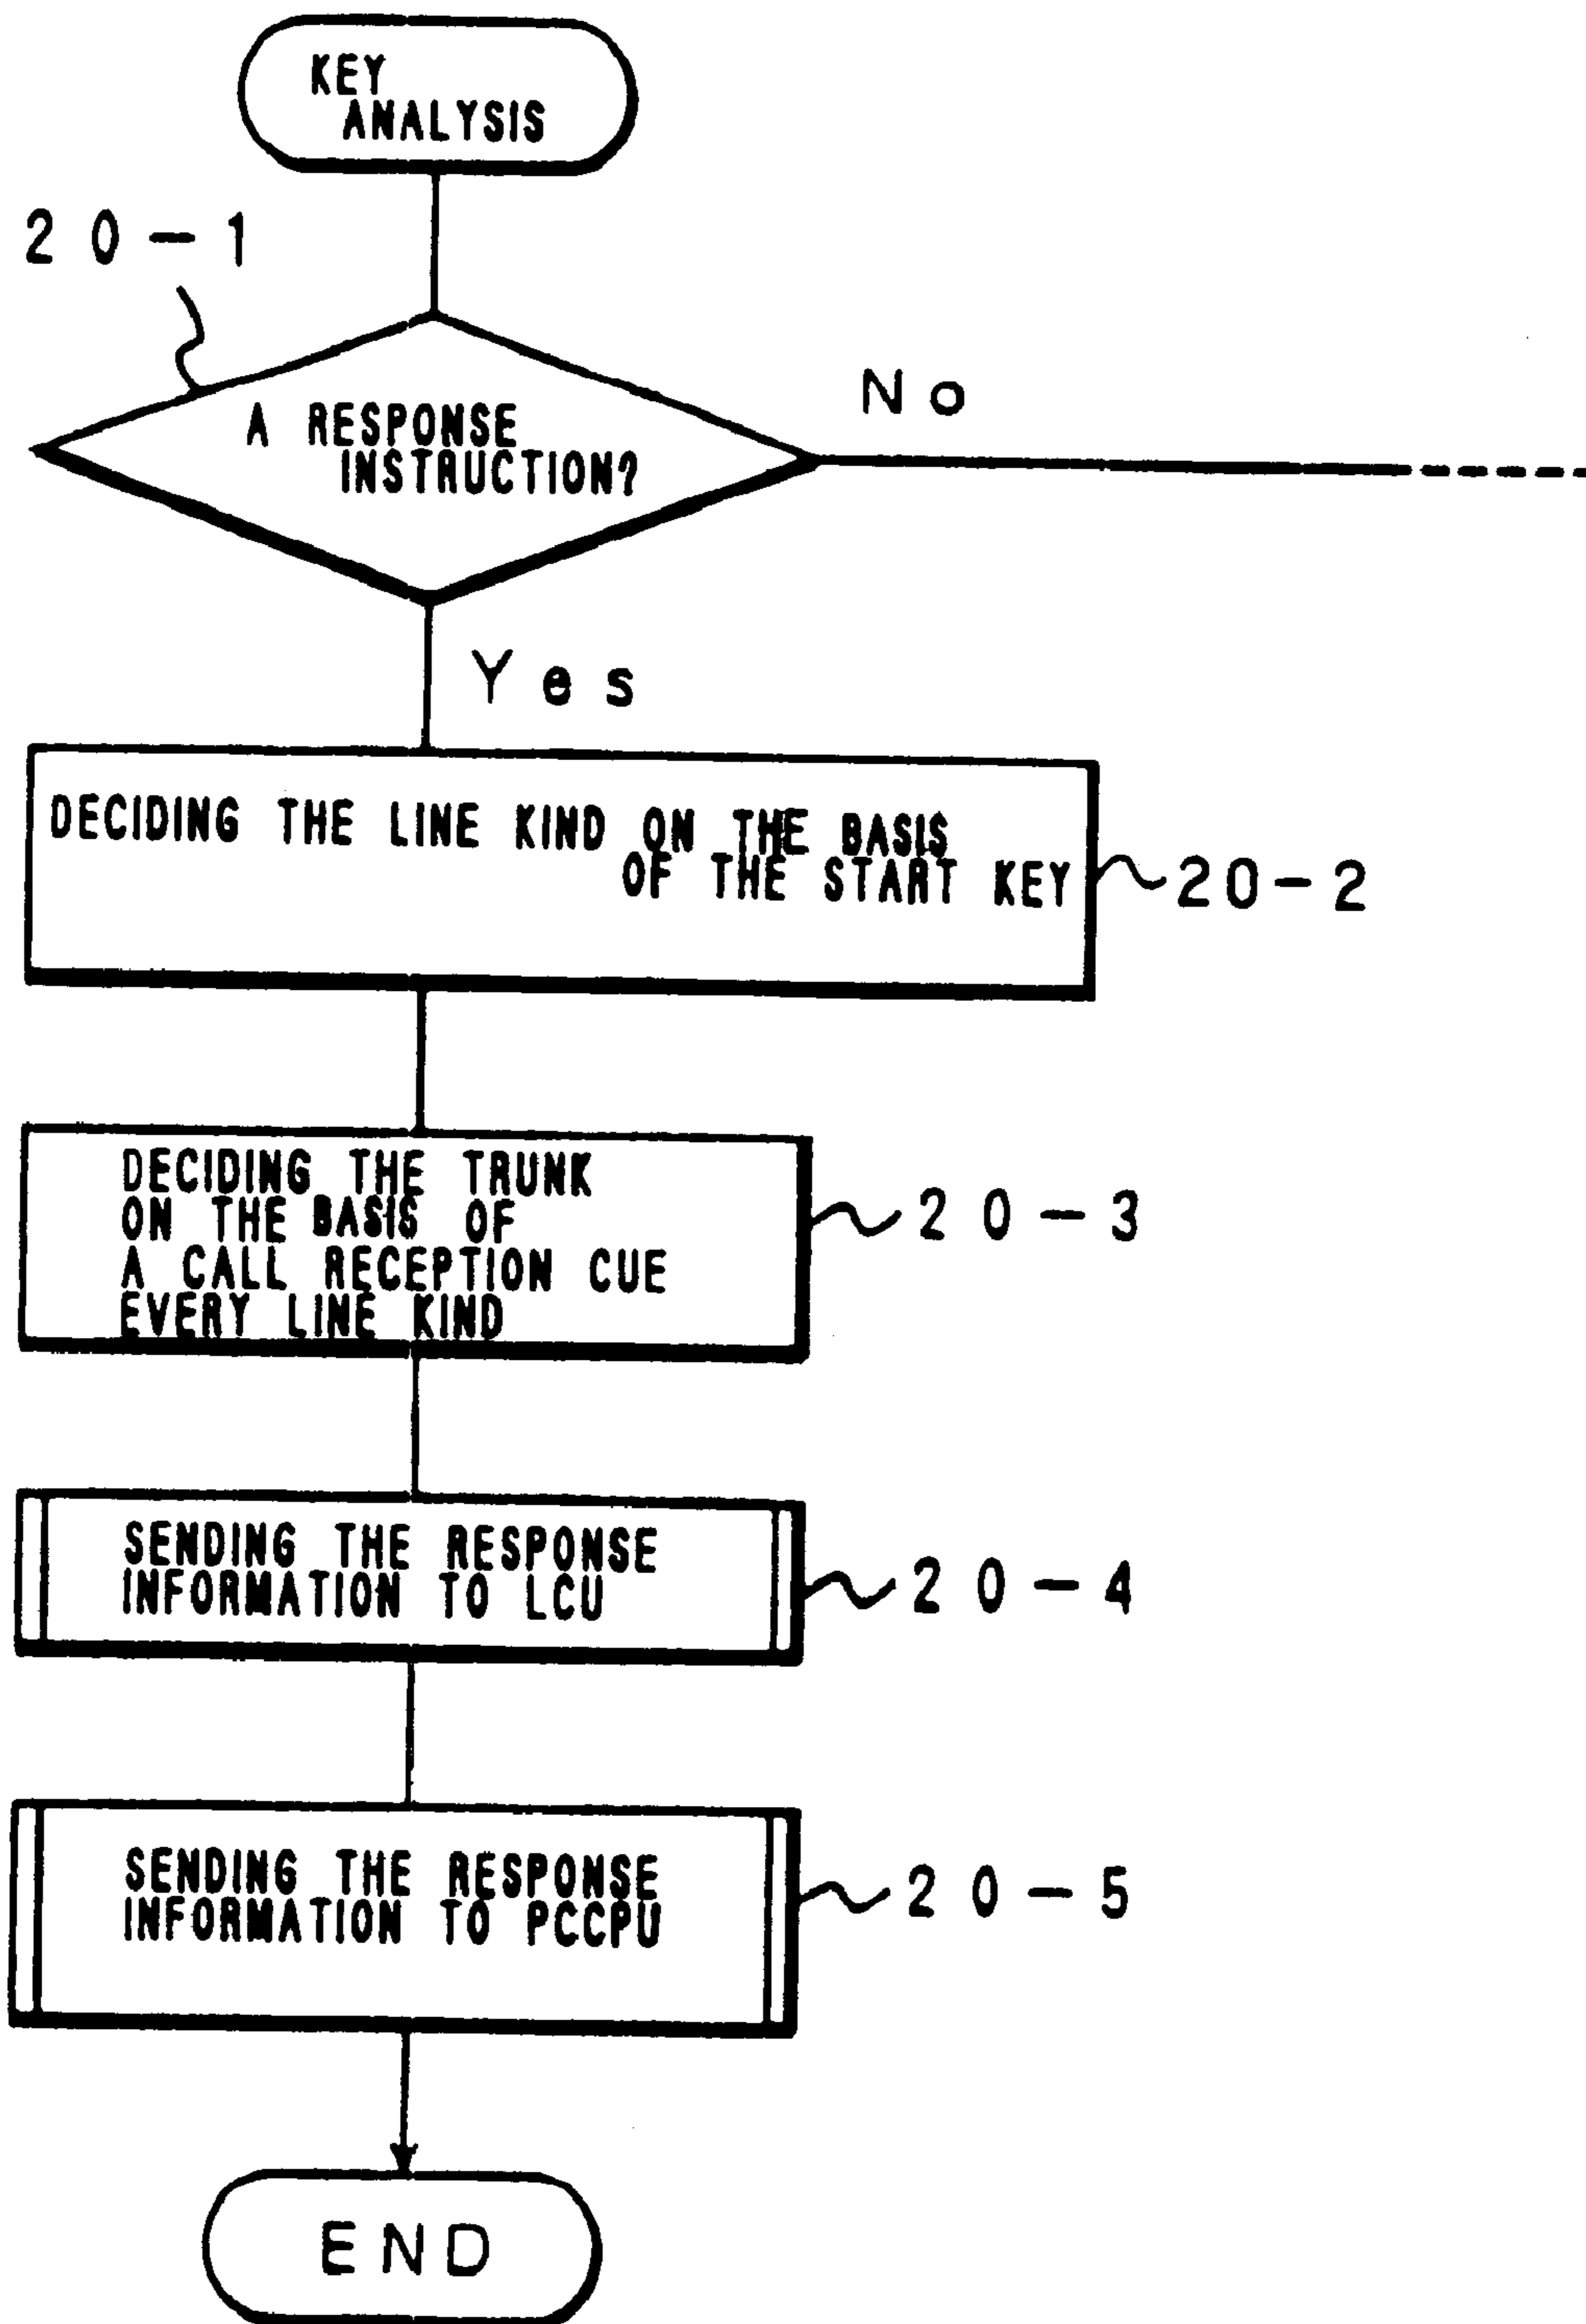 KEY
ANALYSIS
20-1
A RESPONSE
INSTRUCTION?
No
Yes
DECIDING THE LINE KIND ON THE BASIS
OF THE START KEY
20-2
DECIDING THE TRUNK
ON THE BASIS OF
A CALL RECEPTION CUE
EVERY LINE KIND
20-3
SENDING THE RESPONSE
INFORMATION TO LCU
20-4
SENDING THE RESPONSE
INFORMATION TO PCCPU
20-5
END